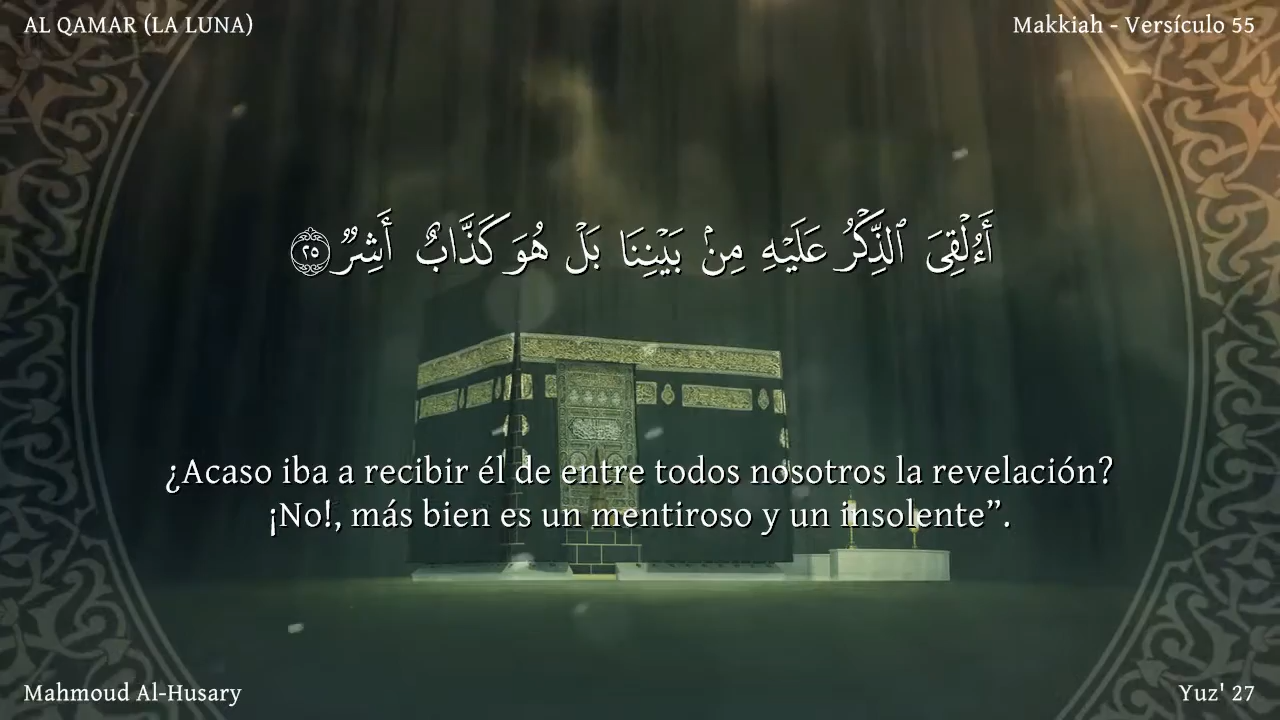 AL QAMAR (LA LUNA)
Makkiah - Versículo 55
أَءُلْقِىَ ٱلذِّكْرُ عَلَيْهِ مِنۢ بَيْنِنَا بَلْ هُوَ كَذَّابٌ أَشِرٌۭ ٢٥
¿Acaso iba a recibir él de entre todos nosotros la revelación?
¡No!, más bien es un mentiroso y un insolente”.
Mahmoud Al-Husary
Yuz' 27